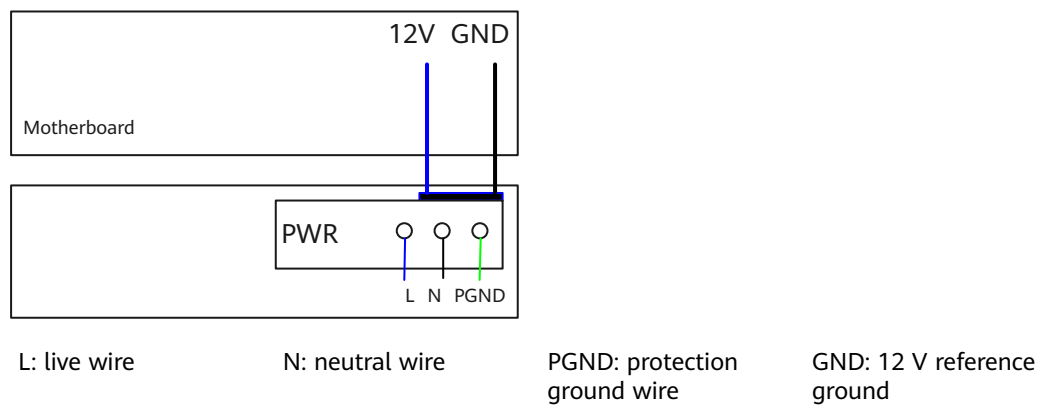 12V GND
Motherboard
PWR
L N PGND
L: live wire
N: neutral wire
PGND: protection
ground wire
GND: 12 V reference
ground